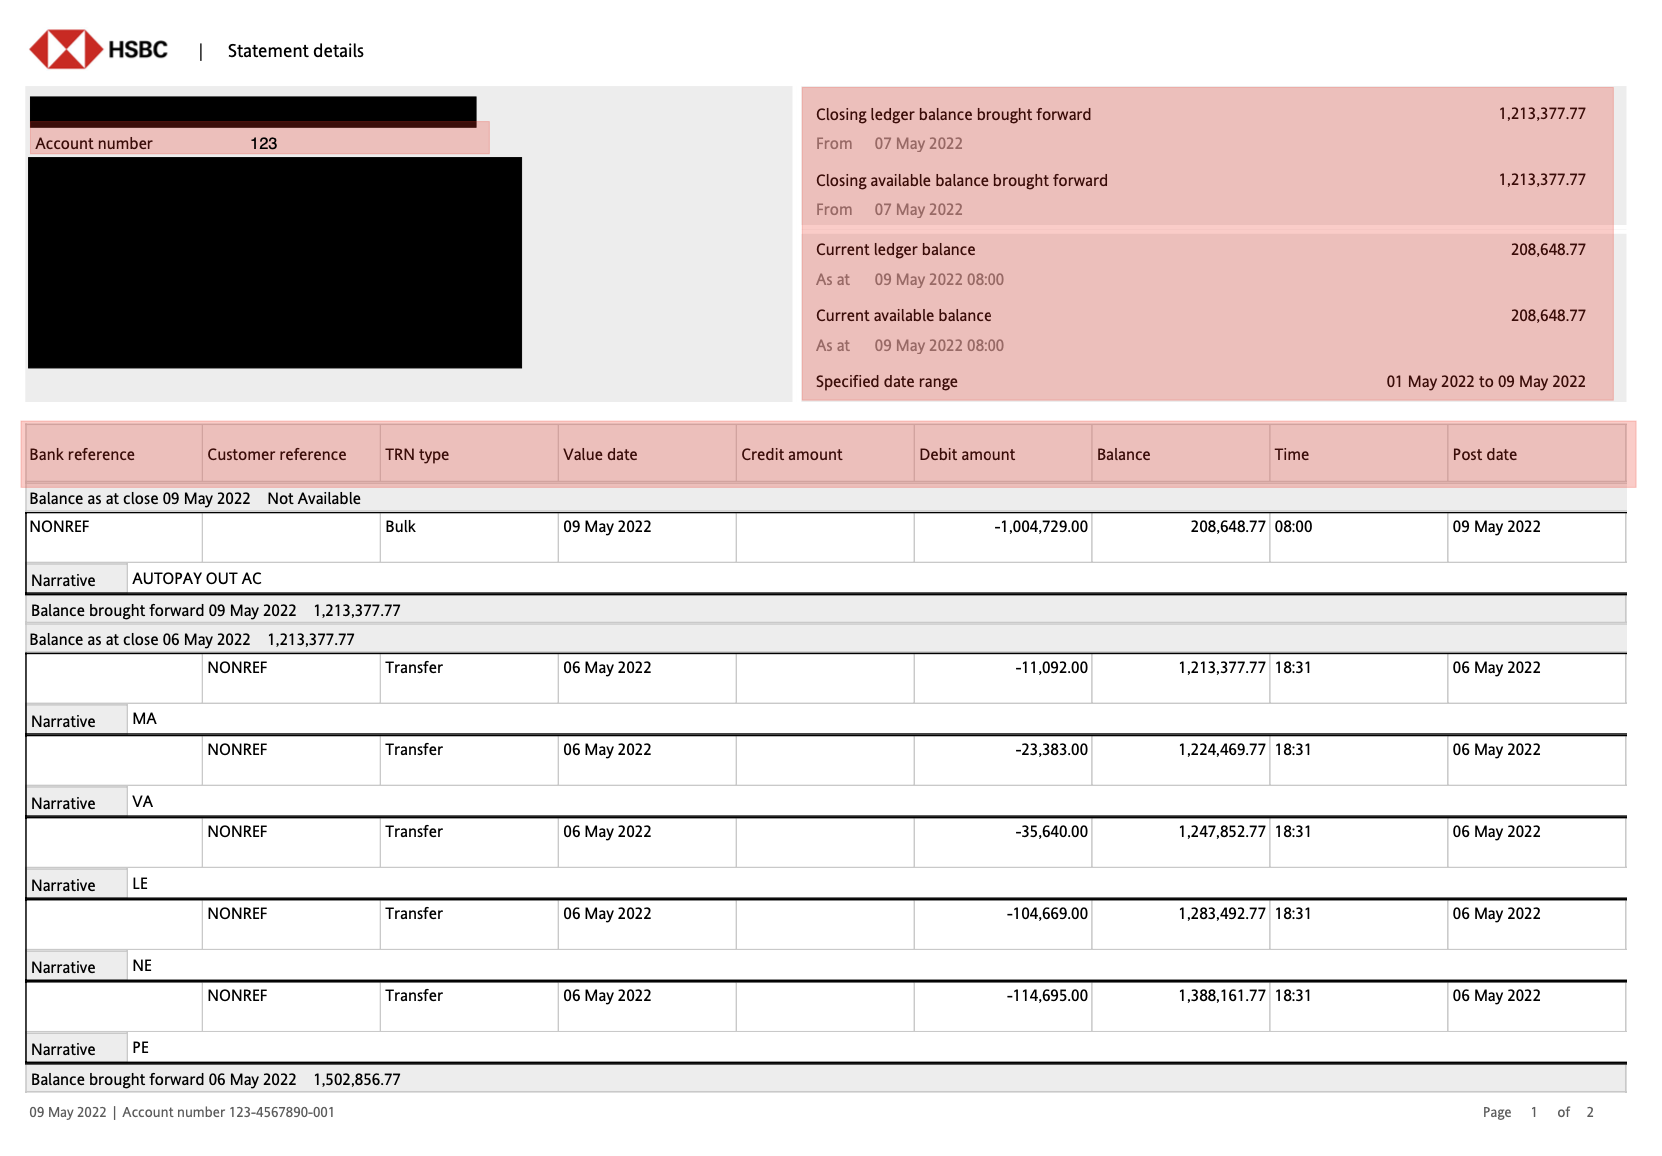 HSBC | Statement details
Account number 123
Closing ledger balance brought forward 1,213,377.77
From 07 May 2022
Closing available balance brought forward 1,213,377.77
From 07 May 2022
Current ledger balance 208,648.77
As at 09 May 2022 08:00
Current available balance 208,648.77
As at 09 May 2022 08:00
Specified date range 01 May 2022 to 09 May 2022
Bank reference Customer reference TRN type Value date Credit amount Debit amount Balance Time Post date
Balance as at close 09 May 2022 Not Available
NONREF Bulk 09 May 2022 -1,004,729.00 208,648.77 08:00 09 May 2022
Narrative AUTOPAY OUT AC
Balance brought forward 09 May 2022 1,213,377.77
Balance as at close 06 May 2022 1,213,377.77
NONREF Transfer 06 May 2022 -11,092.00 1,213,377.77 18:31 06 May 2022
Narrative MA
NONREF Transfer 06 May 2022 -23,383.00 1,224,469.77 18:31 06 May 2022
Narrative VA
NONREF Transfer 06 May 2022 -35,640.00 1,247,852.77 18:31 06 May 2022
Narrative LE
NONREF Transfer 06 May 2022 -104,669.00 1,283,492.77 18:31 06 May 2022
Narrative NE
NONREF Transfer 06 May 2022 -114,695.00 1,388,161.77 18:31 06 May 2022
Narrative PE
Balance brought forward 06 May 2022 1,502,856.77
09 May 2022 | Account number 123-4567890-001 Page 1 of 2